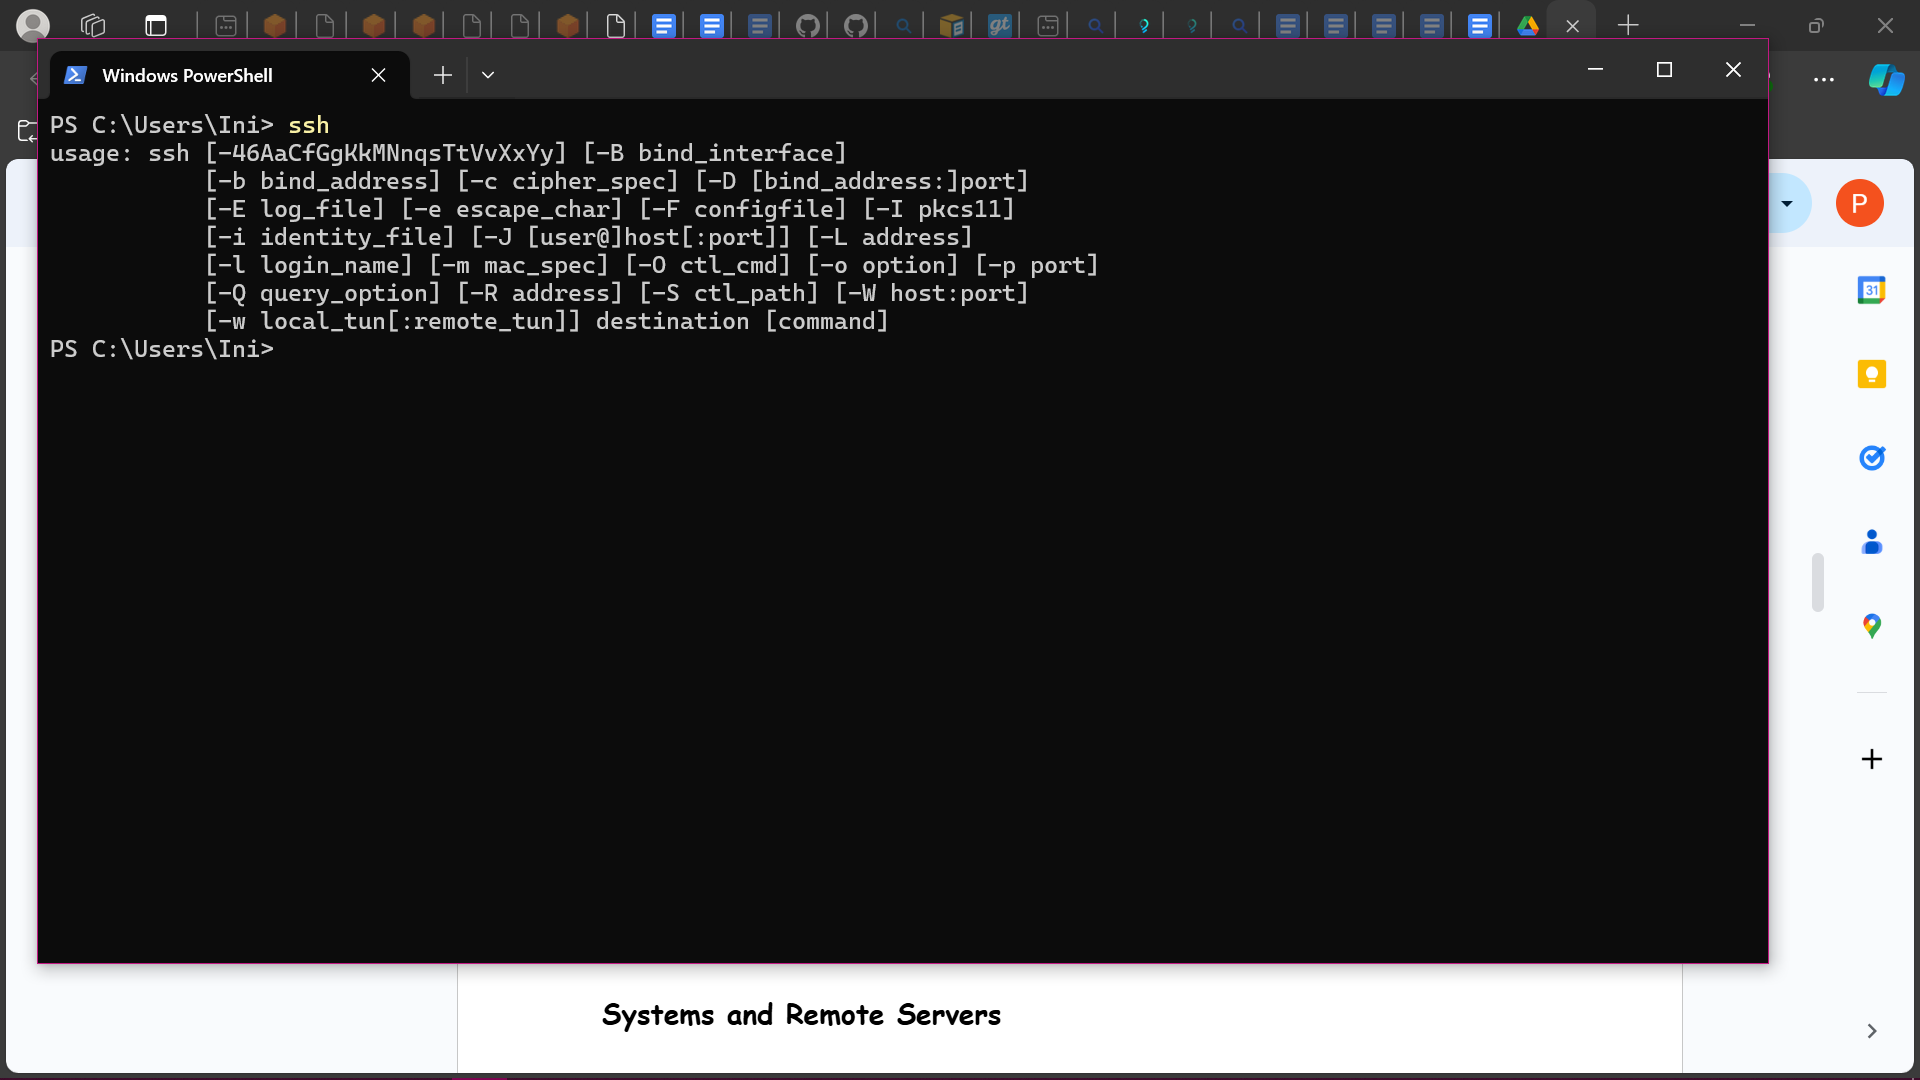 Windows PowerShell
PS C:\Users\Ini> ssh
usage: ssh [-46AaCfGgKkMNnqsTtVvXxYy] [-B bind_interface]
           [-b bind_address] [-c cipher_spec] [-D [bind_address:]port]
           [-E log_file] [-e escape_char] [-F configfile] [-I pkcs11]
           [-i identity_file] [-J [user@]host[:port]] [-L address]
           [-l login_name] [-m mac_spec] [-O ctl_cmd] [-o option] [-p port]
           [-Q query_option] [-R address] [-S ctl_path] [-W host:port]
           [-w local_tun[:remote_tun]] destination [command]
PS C:\Users\Ini>
P
31
gt
Systems and Remote Servers